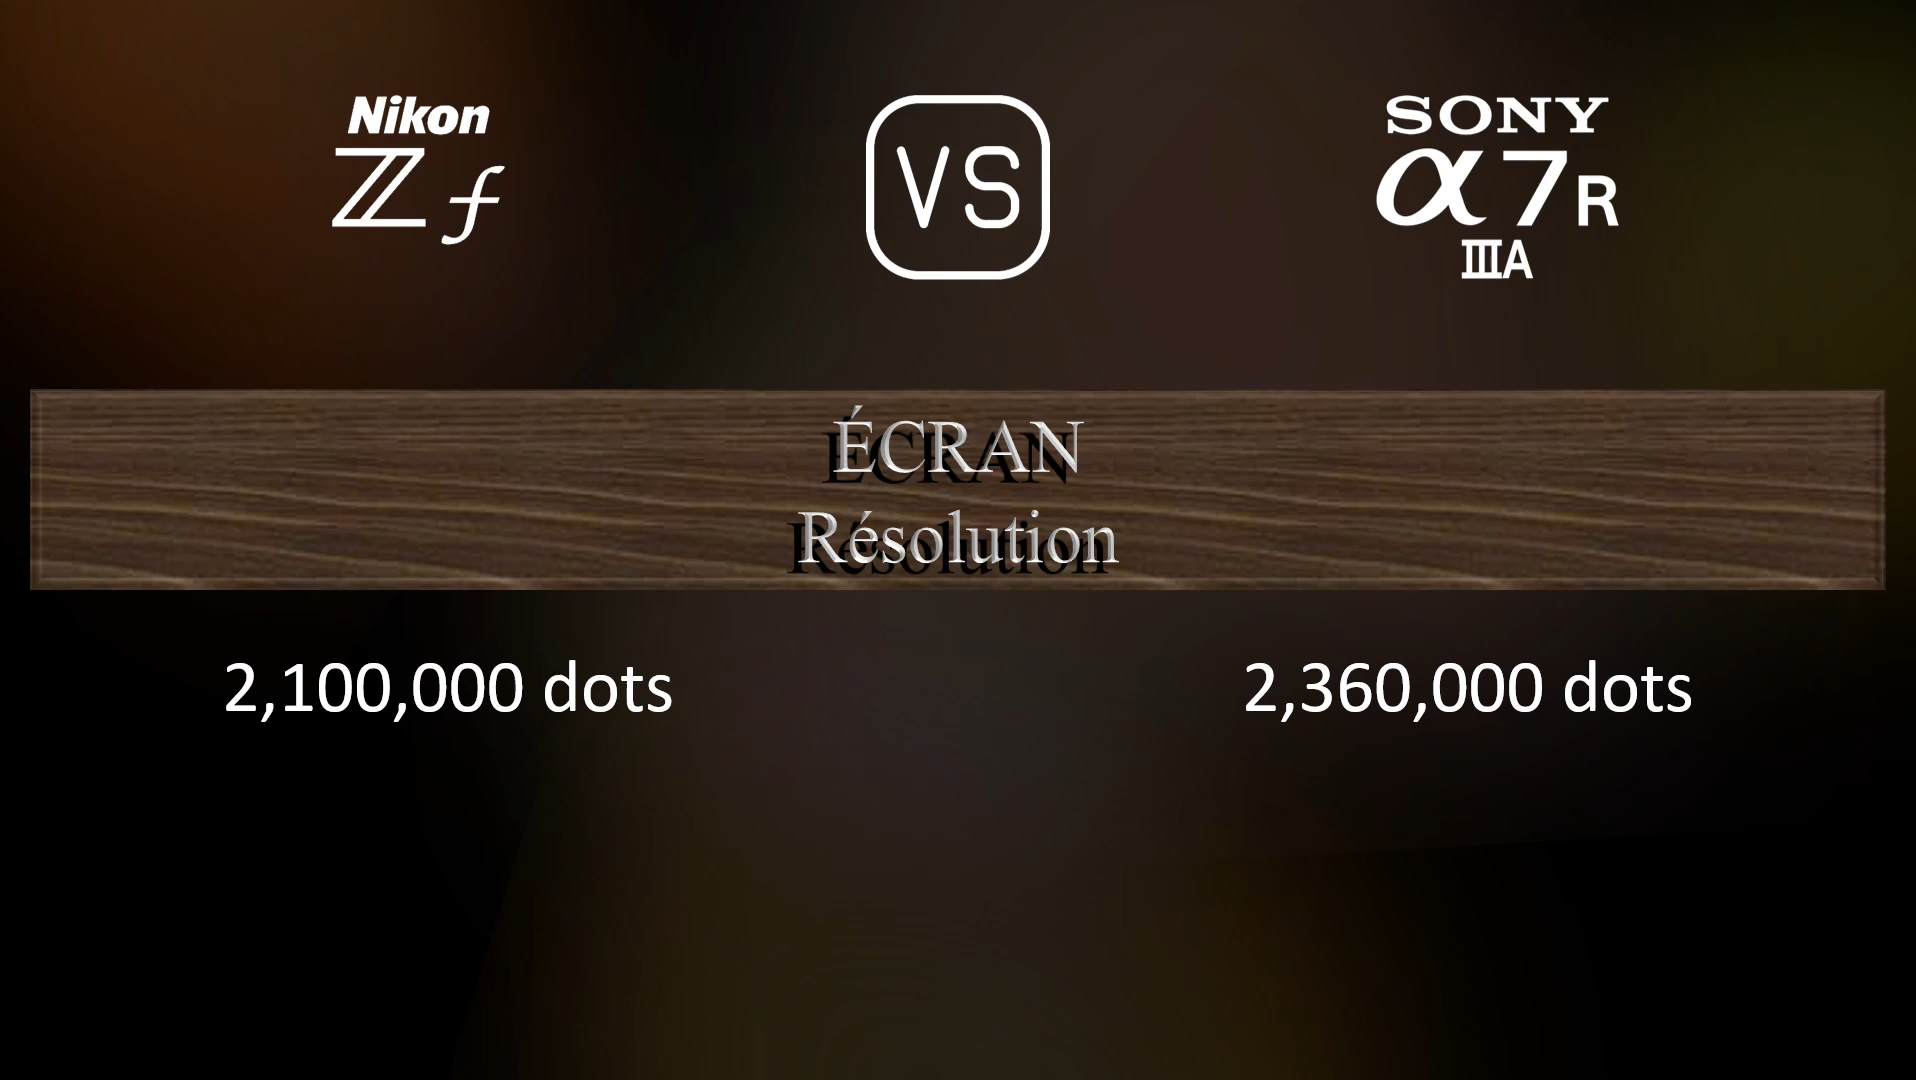 Nikon
Z f
VS
SONY
α7R
IIIA
ÉCRAN
Résolution
2,100,000 dots
2,360,000 dots